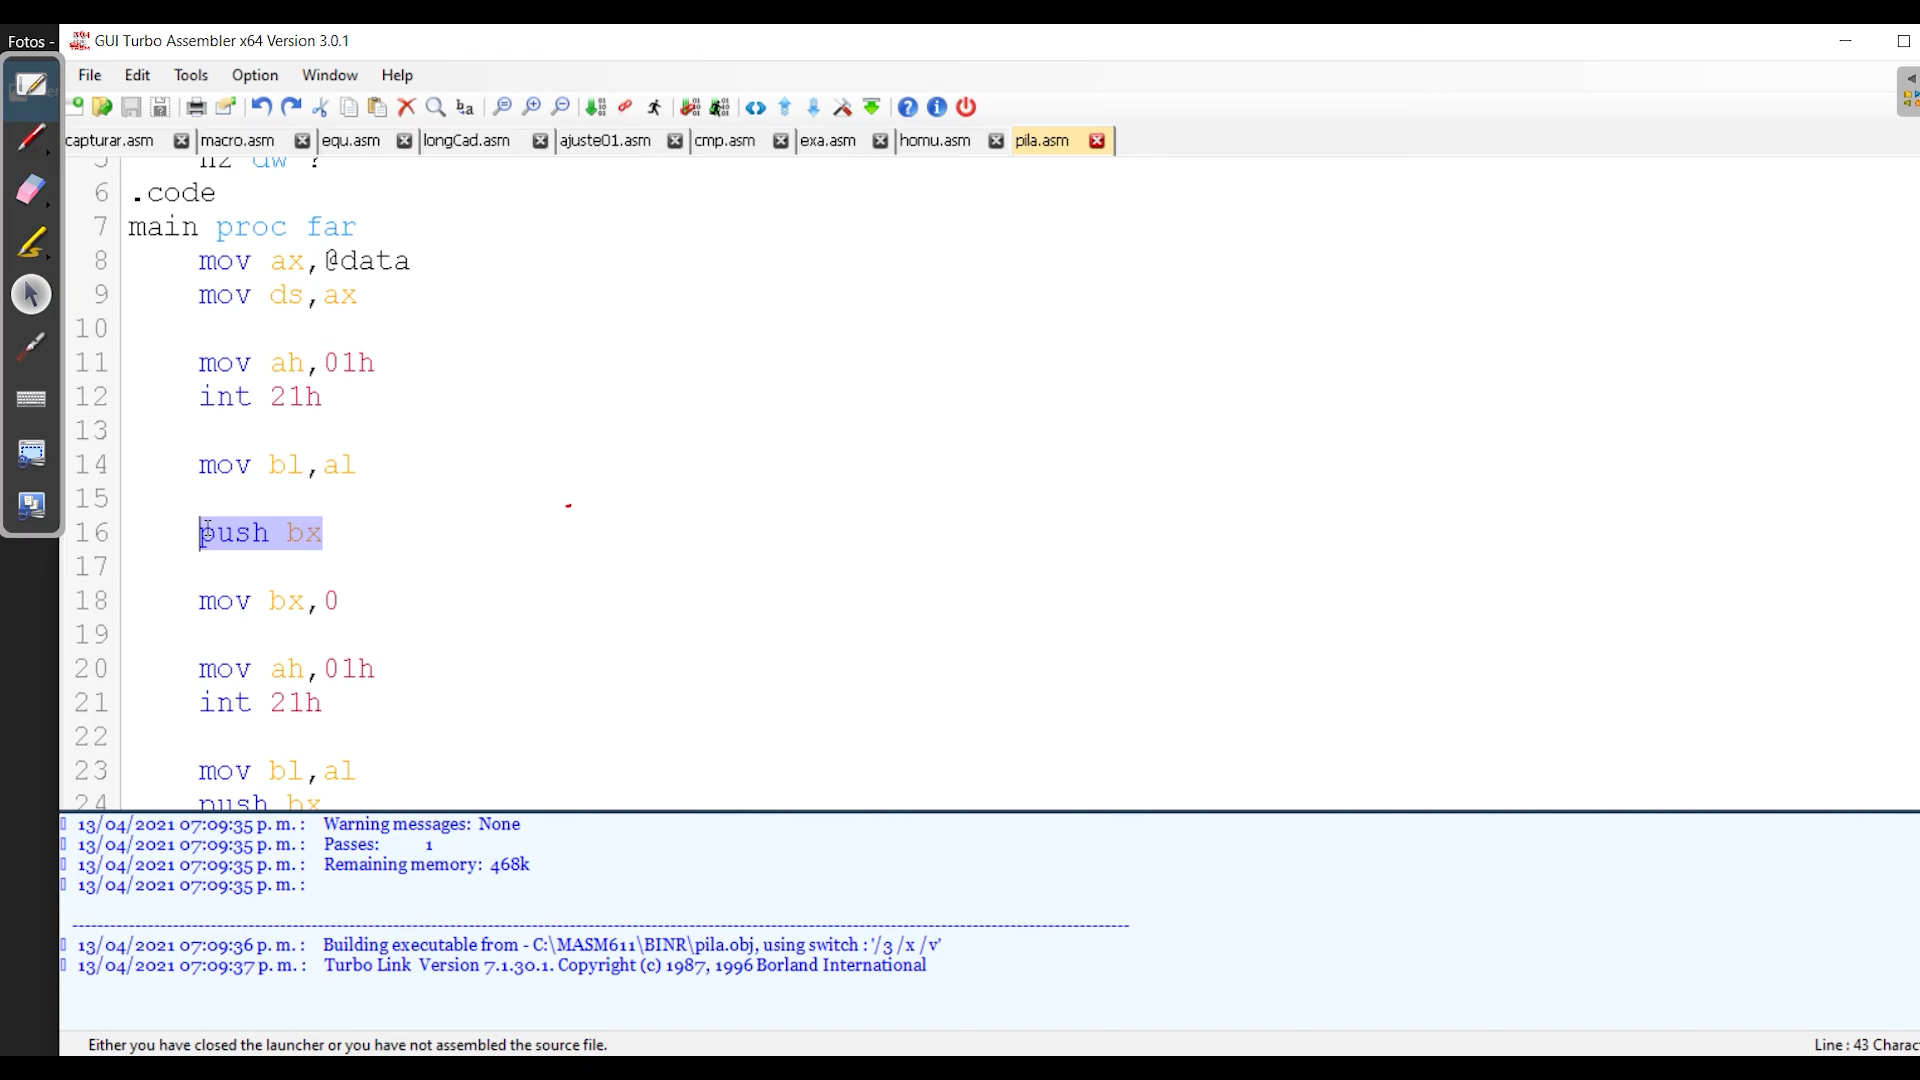 Fotos -
GUI Turbo Assembler x64 Version 3.0.1
File Edit Tools Option Window Help
capturar.asm macro.asm equ.asm longCad.asm ajuste01.asm cmp.asm exa.asm homu.asm pila.asm
5 n2 dw ?
6 .code
7 main proc far
8 mov ax,@data
9 mov ds,ax
10
11 mov ah,01h
12 int 21h
13
14 mov bl,al
15
16 push bx
17
18 mov bx,0
19
20 mov ah,01h
21 int 21h
22
23 mov bl,al
24 push bx
13/04/2021 07:09:35 p. m. : Warning messages: None
13/04/2021 07:09:35 p. m. : Passes: 1
13/04/2021 07:09:35 p. m. : Remaining memory: 468k
13/04/2021 07:09:35 p. m. :
13/04/2021 07:09:36 p. m. : Building executable from - C:\MASM611\BINR\pila.obj, using switch : '/3 /x /v'
13/04/2021 07:09:37 p. m. : Turbo Link Version 7.1.30.1. Copyright (c) 1987, 1996 Borland International
Either you have closed the launcher or you have not assembled the source file.
Line : 43 Charac